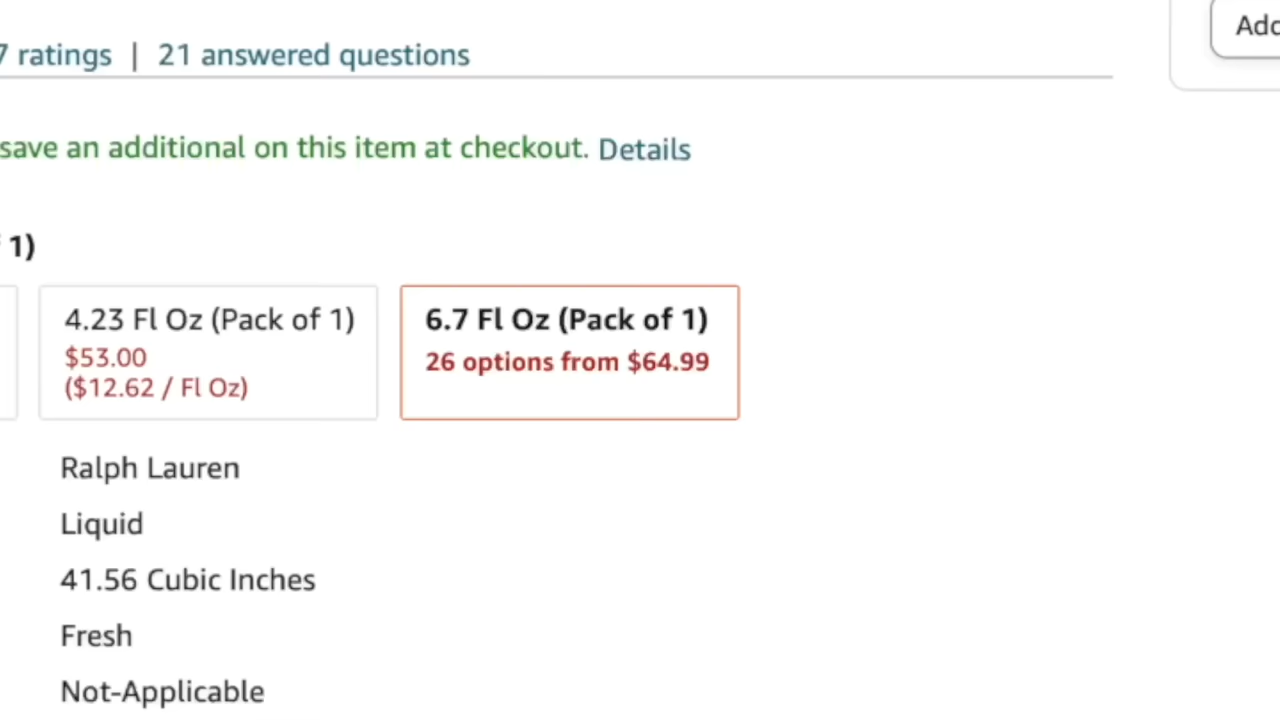 7 ratings | 21 answered questions
Add
save an additional on this item at checkout. Details
1)
4.23 Fl Oz (Pack of 1)
$53.00
($12.62 / Fl Oz)
6.7 Fl Oz (Pack of 1)
26 options from $64.99
Ralph Lauren
Liquid
41.56 Cubic Inches
Fresh
Not-Applicable